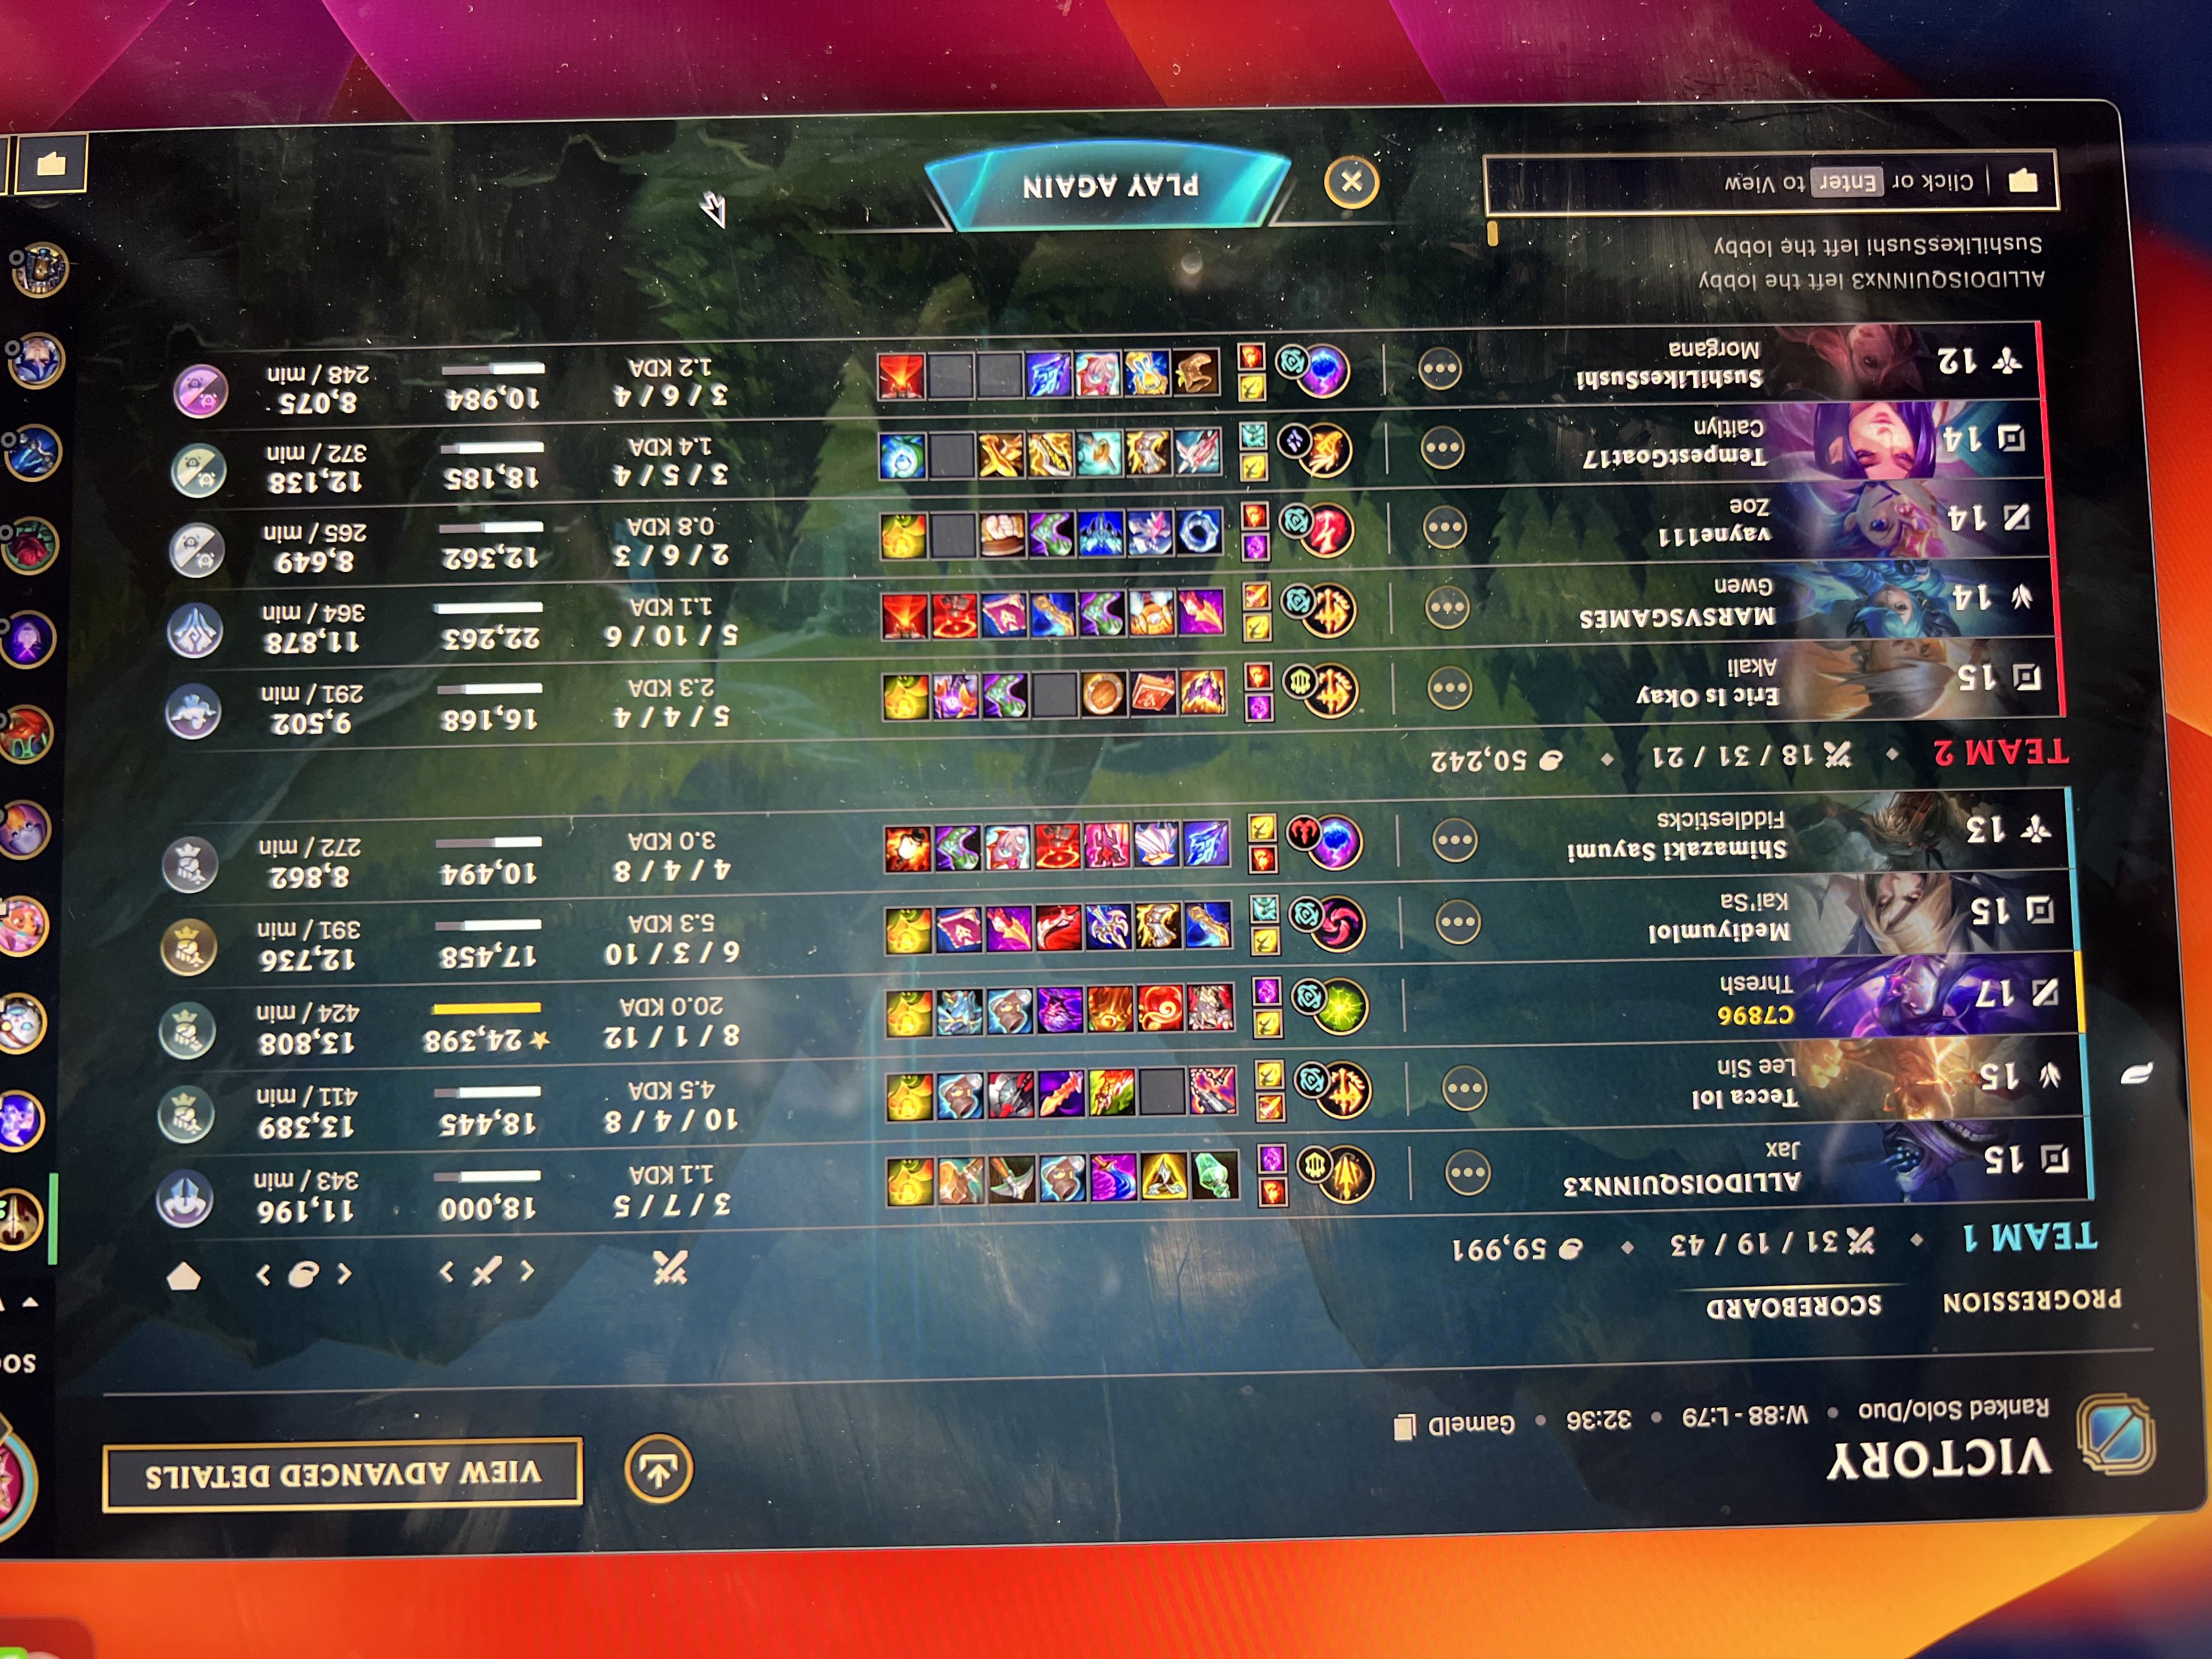 VICTORY
Ranked Solo/Duo • W:88 - L:79 • 32:36 • GameID
VIEW ADVANCED DETAILS
PROGRESSION SCOREBOARD
TEAM 1 31 / 19 / 43 59,991
15 ALLIDOISQUINNx3 3 / 7 / 5 18,000 11,196
Jax 1.1 KDA 343 / min
15 Tecca lol 10 / 4 / 8 18,445 13,389
Lee Sin 4.5 KDA 411 / min
17 C7896 8 / 1 / 12 24,398 13,808
Thresh 20.0 KDA 424 / min
15 Mediyumlol 6 / 3 / 10 17,458 12,736
Kai'Sa 5.3 KDA 391 / min
13 Shimazaki Sayumi 4 / 4 / 8 10,494 8,862
Fiddlesticks 3.0 KDA 272 / min
TEAM 2 18 / 31 / 21 50,242
15 Eric Is Okay 5 / 4 / 4 16,168 9,502
Akali 2.3 KDA 291 / min
14 MARSVSGAMES 5 / 10 / 6 22,263 11,878
Gwen 1.1 KDA 364 / min
14 vayne111 2 / 6 / 3 12,362 8,649
Zoe 0.8 KDA 265 / min
14 TempestGoat17 3 / 5 / 4 18,185 12,138
Caitlyn 1.4 KDA 372 / min
12 SushiLikesSushi 3 / 6 / 4 10,984 8,075
Morgana 1.2 KDA 248 / min
ALLIDOISQUINNx3 left the lobby
SushiLikesSushi left the lobby
Click or Enter to View
PLAY AGAIN